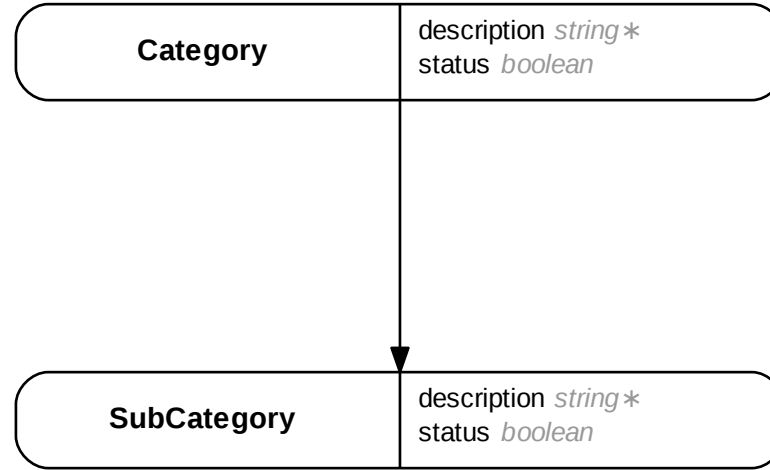 Category
description string∗
status boolean
SubCategory
description string∗
status boolean